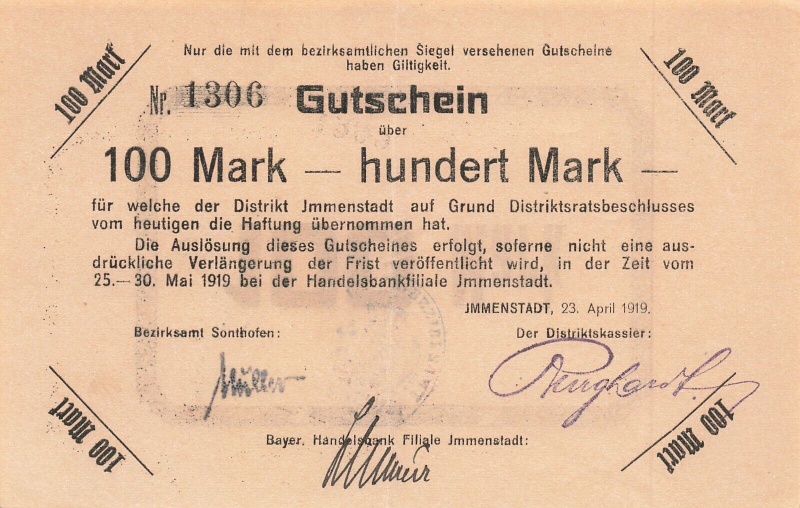 Nur die mit dem bezirksamtlichen Siegel versehenen Gutscheine
haben Giltigkeit.
100 Mark
100 Mark
Nr. 1306 Gutschein
über
100 Mark — hundert Mark —
für welche der Distrikt Jmmenstadt auf Grund Distriktsratsbeschlusses
vom heutigen die Haftung übernommen hat.
Die Auslösung dieses Gutscheines erfolgt, soferne nicht eine aus-
drückliche Verlängerung der Frist veröffentlicht wird, in der Zeit vom
25.—30. Mai 1919 bei der Handelsbankfiliale Jmmenstadt.
JMMENSTADT, 23. April 1919.
Bezirksamt Sonthofen:
Der Distriktskassier:
Müller
100 Mark
100 Mark
Bayer. Handelsbank Filiale Jmmenstadt: